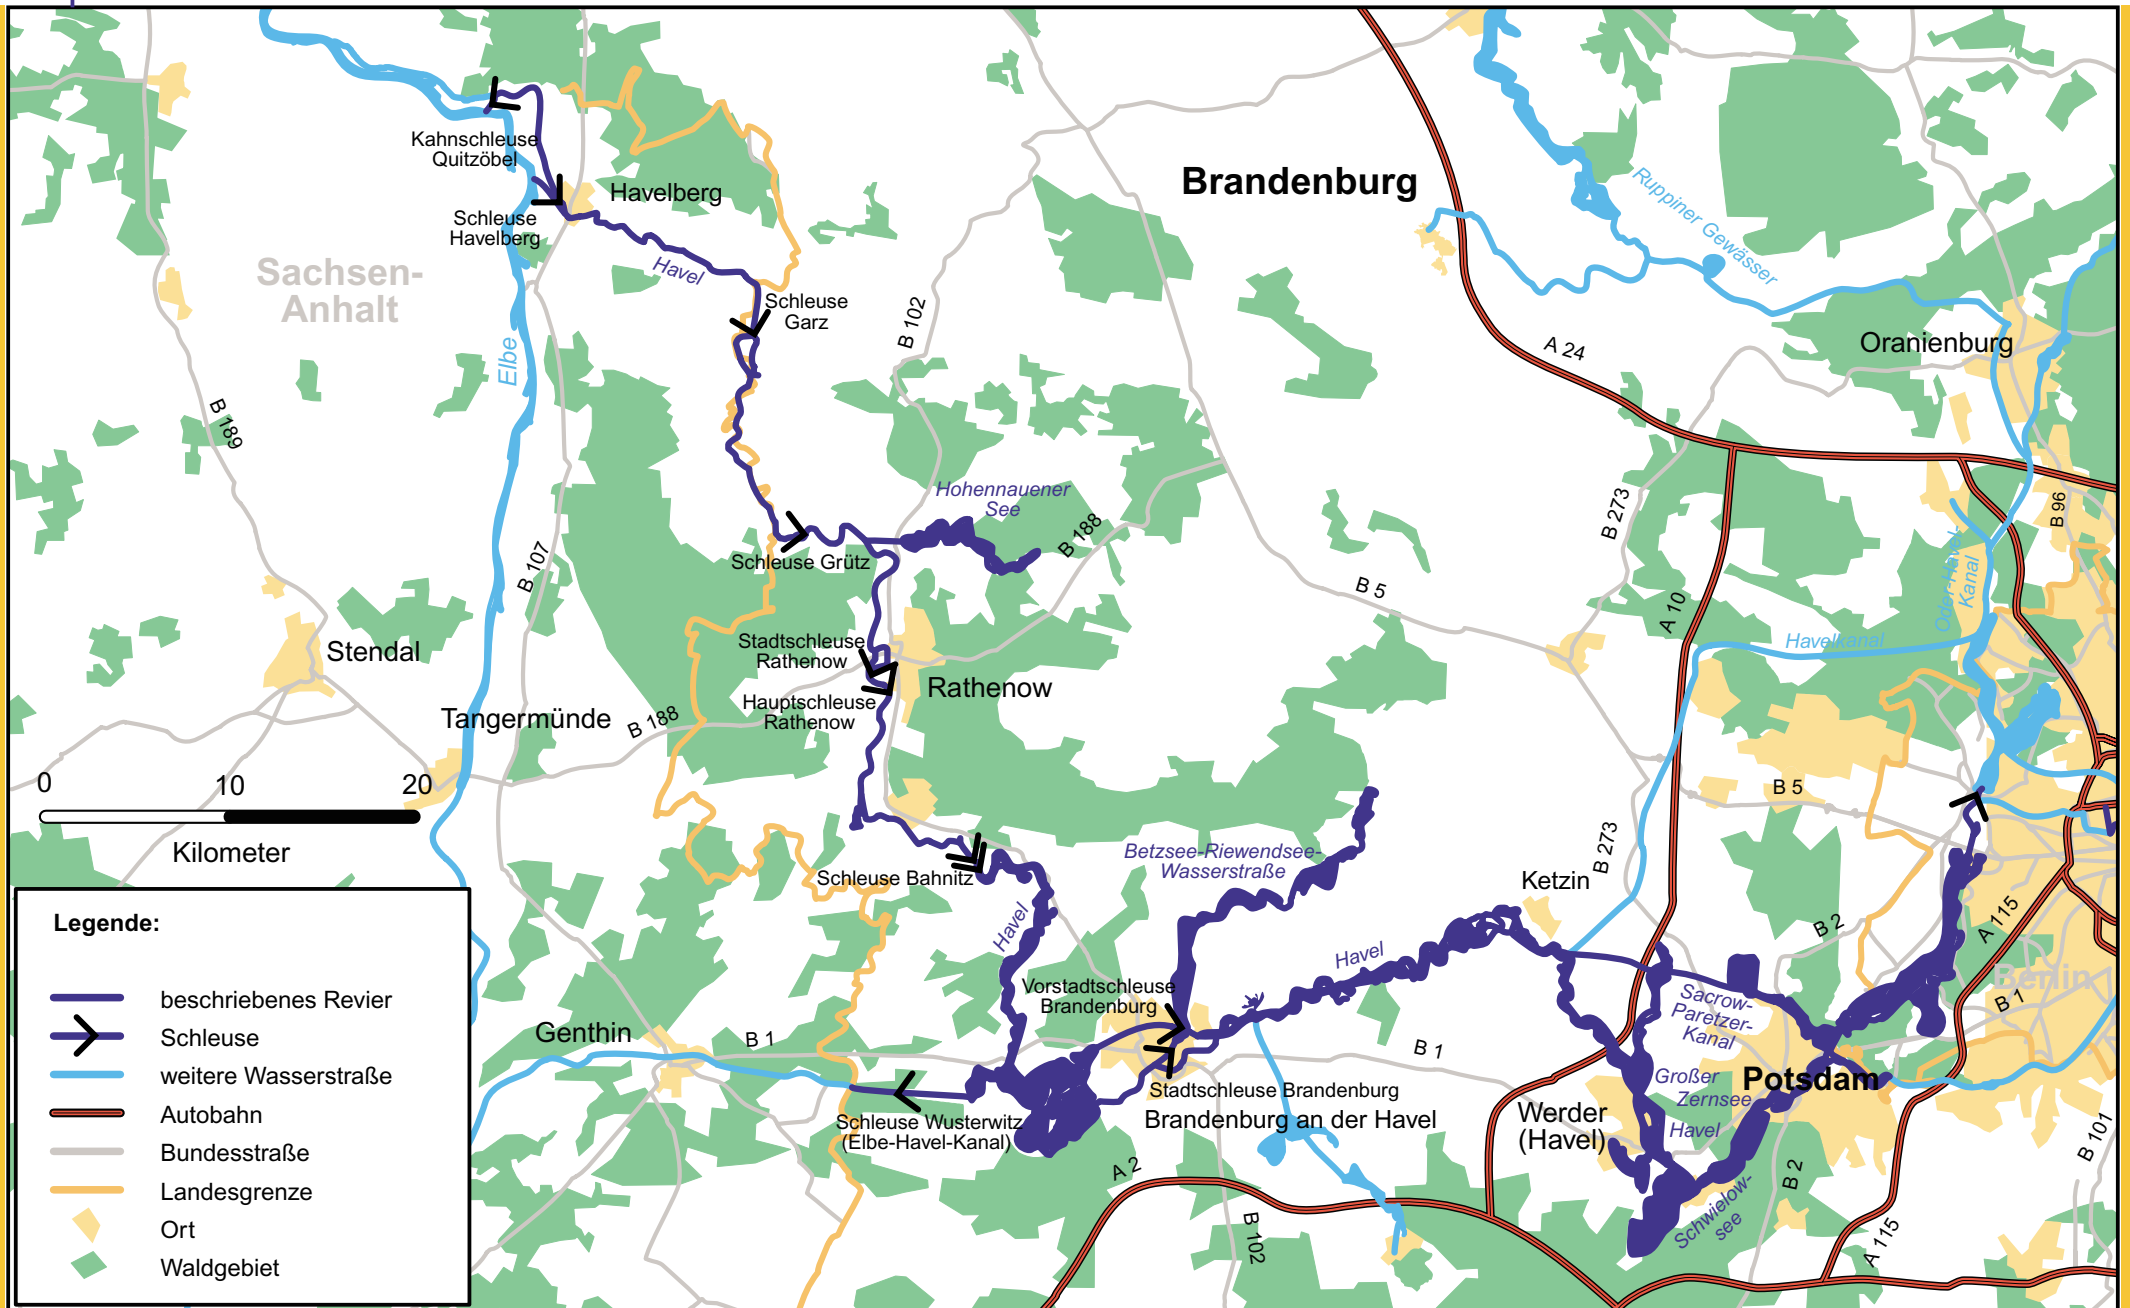 Kahnschleuse
Quitzöbel
Schleuse
Havelberg
Havelberg
Havel
Elbe
Sachsen-
Anhalt
B 189
Schleuse
Garz
B 102
Brandenburg
Ruppiner Gewässer
A 24
Oranienburg
Hohennauener
See
B 188
Schleuse Grütz
B 107
B 5
B 273
A 10
B 96
Oder-Havel-
Kanal
Havelkanal
Stendal
Stadtschleuse
Rathenow
Rathenow
Hauptschleuse
Rathenow
Tangermünde
B 188
0
10
20
Kilometer
B 5
B 273
Betzsee-Riewendsee-
Wasserstraße
Schleuse Bahnitz
Ketzin
Havel
Havel
B 2
A 115
Berlin
B 1
Legende:
beschriebenes Revier
Schleuse
weitere Wasserstraße
Autobahn
Bundesstraße
Landesgrenze
Ort
Waldgebiet
Genthin
B 1
Vorstadtschleuse
Brandenburg
Sacrow-
Paretzer-
Kanal
B 1
Großer
Zernsee
Potsdam
Stadtschleuse Brandenburg
Brandenburg an der Havel
Schleuse Wusterwitz
(Elbe-Havel-Kanal)
Werder
(Havel)
Havel
B 101
A 2
B 2
Schwielow-
see
B 102
A 115